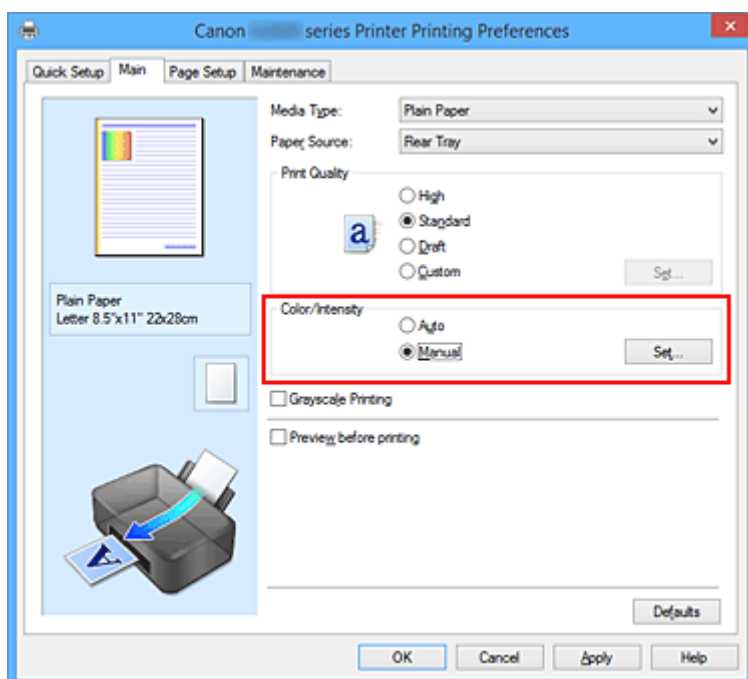 Canon series Printer Printing Preferences
Quick Setup Main Page Setup Maintenance
Media Type: Plain Paper
Paper Source: Rear Tray
Print Quality
High
a Standard
Draft
Custom Set...
Plain Paper
Letter 8.5"x11" 22x28cm
Color/Intensity
Auto
Manual Set...
Grayscale Printing
Preview before printing
A
Defaults
OK Cancel Apply Help